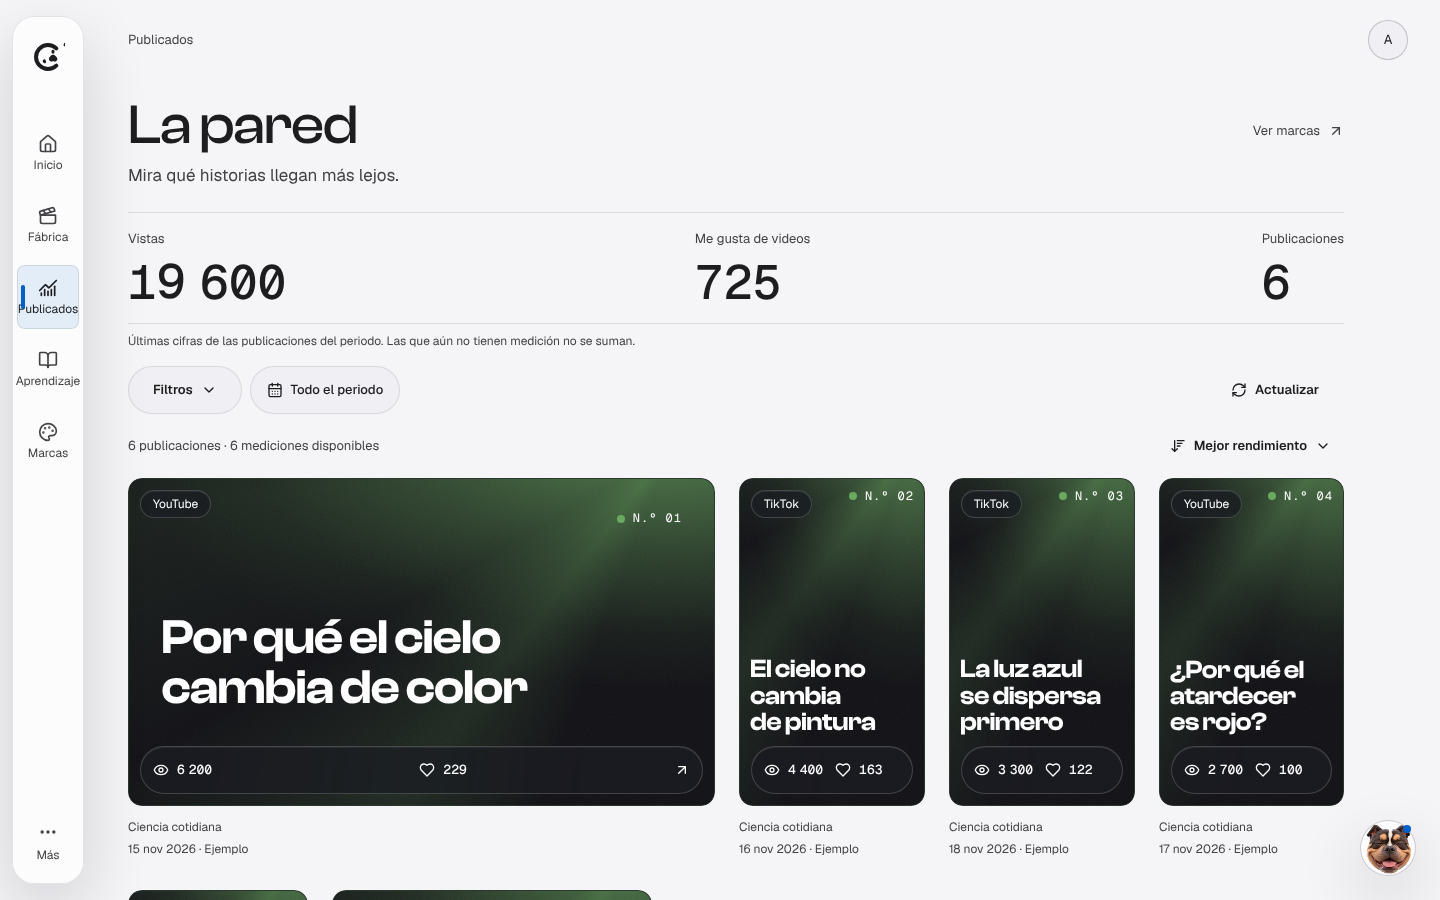 Publicados
A
Inicio
Fábrica
Publicados
Aprendizaje
Marcas
Más
La pared
Ver marcas
Mira qué historias llegan más lejos.
Vistas
19 600
Me gusta de videos
725
Publicaciones
6
Últimas cifras de las publicaciones del periodo. Las que aún no tienen medición no se suman.
Filtros
Todo el periodo
Actualizar
6 publicaciones · 6 mediciones disponibles
Mejor rendimiento
YouTube
N.º 01
Por qué el cielo
cambia de color
6 200
229
Ciencia cotidiana
15 nov 2026 · Ejemplo
TikTok
N.º 02
El cielo no
cambia
de pintura
4 400
163
Ciencia cotidiana
16 nov 2026 · Ejemplo
TikTok
N.º 03
La luz azul
se dispersa
primero
3 300
122
Ciencia cotidiana
18 nov 2026 · Ejemplo
YouTube
N.º 04
¿Por qué el
atardecer
es rojo?
2 700
100
Ciencia cotidiana
17 nov 2026 · Ejemplo